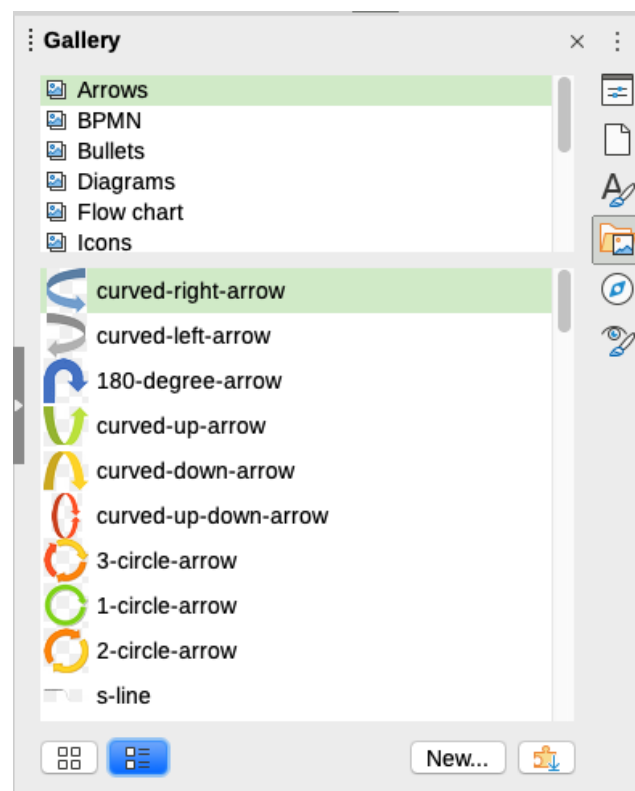 Gallery
Arrows
BPMN
Bullets
Diagrams
Flow chart
Icons
curved-right-arrow
curved-left-arrow
180-degree-arrow
curved-up-arrow
curved-down-arrow
curved-up-down-arrow
3-circle-arrow
1-circle-arrow
2-circle-arrow
s-line
New...